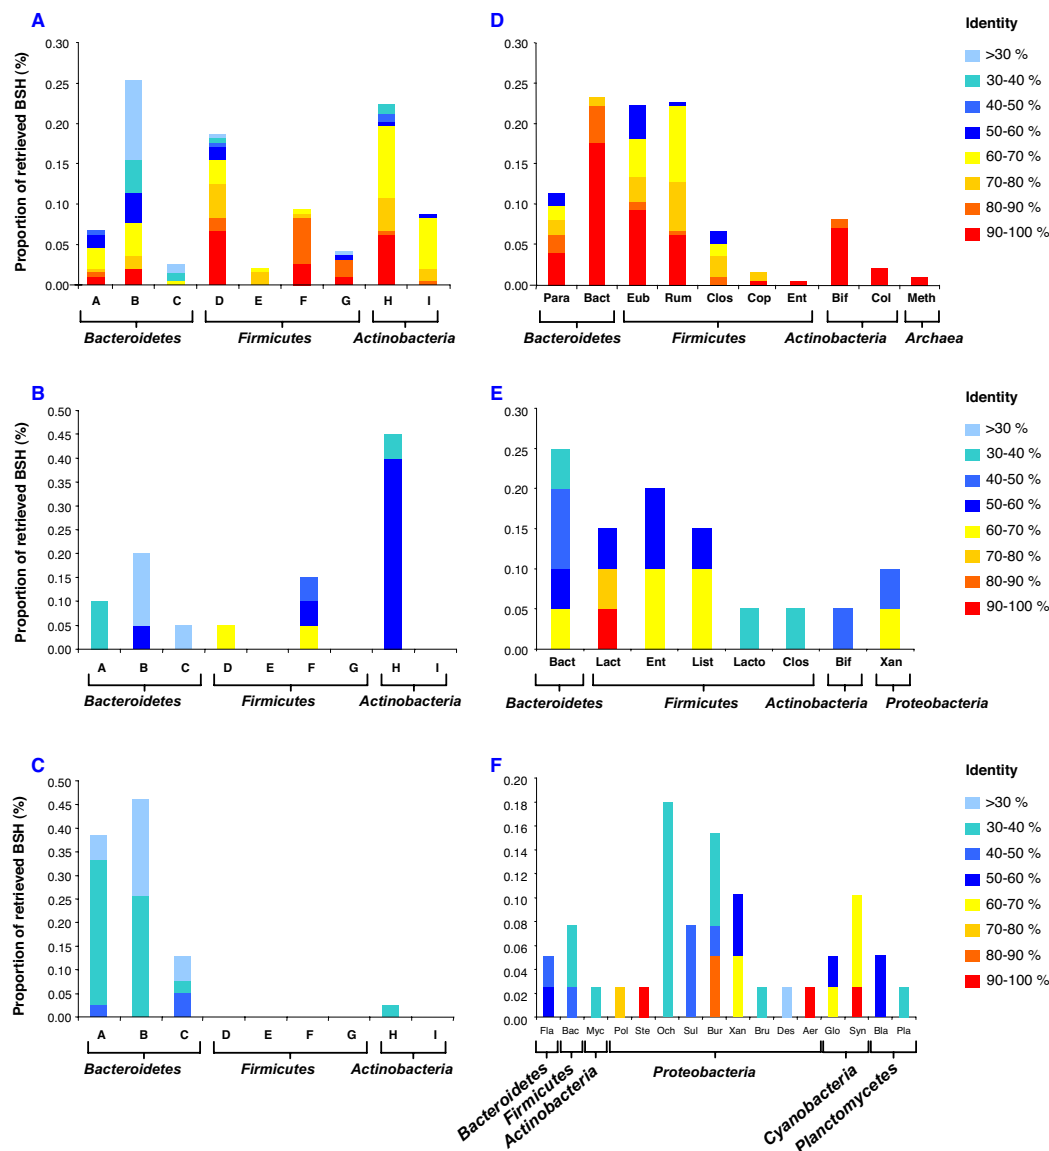 A
Proportion of retrieved BSH (%)
0.30
0.25
0.20
0.15
0.10
0.05
0.00
A B C D E F G H I
Bacteroidetes Firmicutes Actinobacteria
D
0.30
0.25
0.20
0.15
0.10
0.05
0.00
Para Bact Eub Rum Clos Cop Ent Bif Col Meth
Bacteroidetes Firmicutes Actinobacteria Archaea
Identity
>30 %
30-40 %
40-50 %
50-60 %
60-70 %
70-80 %
80-90 %
90-100 %
B
Proportion of retrieved BSH (%)
0.50
0.45
0.40
0.35
0.30
0.25
0.20
0.15
0.10
0.05
0.00
A B C D E F G H I
Bacteroidetes Firmicutes Actinobacteria
E
0.30
0.25
0.20
0.15
0.10
0.05
0.00
Bact Lact Ent List Lacto Clos Bif Xan
Bacteroidetes Firmicutes Actinobacteria Proteobacteria
Identity
>30 %
30-40 %
40-50 %
50-60 %
60-70 %
70-80 %
80-90 %
90-100 %
C
Proportion of retrieved BSH (%)
0.50
0.45
0.40
0.35
0.30
0.25
0.20
0.15
0.10
0.05
0.00
A B C D E F G H I
Bacteroidetes Firmicutes Actinobacteria
F
0.20
0.18
0.16
0.14
0.12
0.10
0.08
0.06
0.04
0.02
0.00
Fla Bac Myc Pol Ste Och Sul Bur Xan Bru Des Aer Glo Syn Bla Pla
Bacteroidetes
Firmicutes
Actinobacteria
Proteobacteria
Cyanobacteria
Planctomycetes
Identity
>30 %
30-40 %
40-50 %
50-60 %
60-70 %
70-80 %
80-90 %
90-100 %